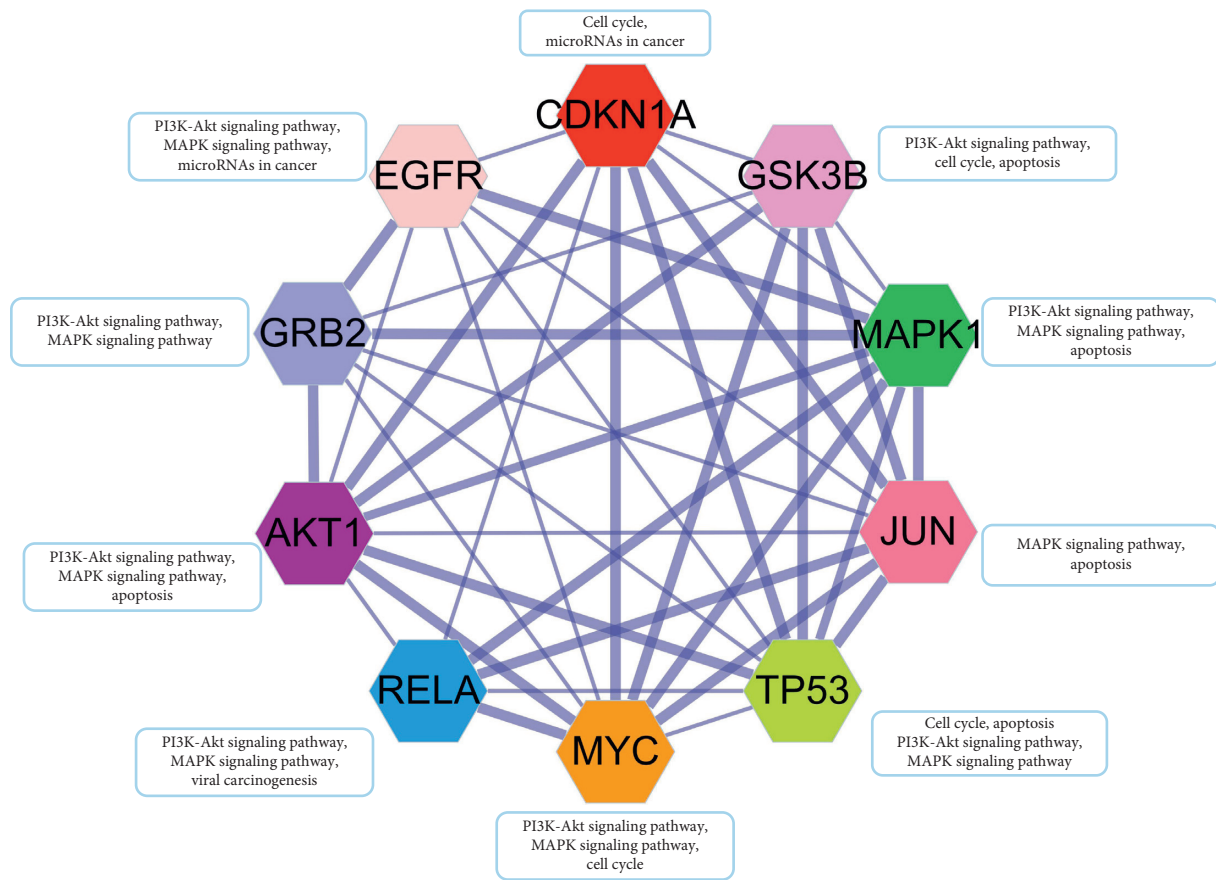 Cell cycle,
microRNAs in cancer
CDKN1A
PI3K-Akt signaling pathway,
MAPK signaling pathway,
microRNAs in cancer
EGFR
GSK3B
PI3K-Akt signaling pathway,
cell cycle, apoptosis
PI3K-Akt signaling pathway,
MAPK signaling pathway
GRB2
MAPK1
PI3K-Akt signaling pathway,
MAPK signaling pathway,
apoptosis
AKT1
PI3K-Akt signaling pathway,
MAPK signaling pathway,
apoptosis
JUN
MAPK signaling pathway,
apoptosis
RELA
PI3K-Akt signaling pathway,
MAPK signaling pathway,
viral carcinogenesis
TP53
Cell cycle, apoptosis
PI3K-Akt signaling pathway,
MAPK signaling pathway
MYC
PI3K-Akt signaling pathway,
MAPK signaling pathway,
cell cycle